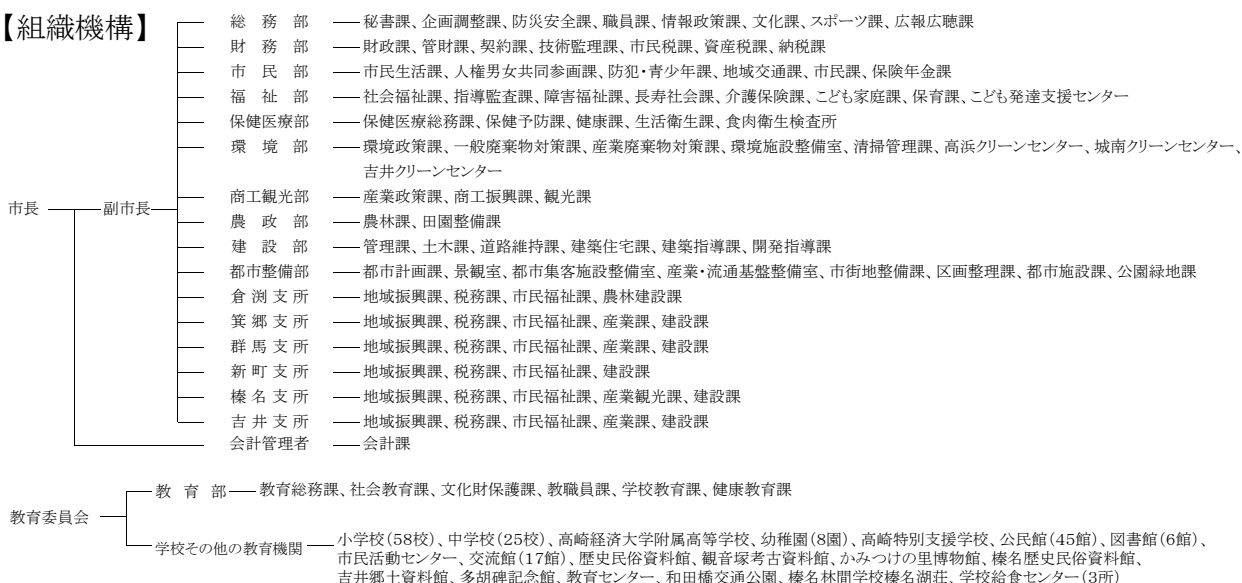 【組織機構】
総務部 秘書課、企画調整課、防災安全課、職員課、情報政策課、文化課、スポーツ課、広報広聴課
財務部 財政課、管財課、契約課、技術監理課、市民税課、資産税課、納税課
市民部 市民生活課、人権男女共同参画課、防犯・青少年課、地域交通課、市民課、保険年金課
福祉部 社会福祉課、指導監査課、障害福祉課、長寿社会課、介護保険課、こども家庭課、保育課、こども発達支援センター
保健医療部 保健医療総務課、保健予防課、健康課、生活衛生課、食肉衛生検査所
環境部 環境政策課、一般廃棄物対策課、産業廃棄物対策課、環境施設整備室、清掃管理課、高浜クリーンセンター、城南クリーンセンター、
吉井クリーンセンター
商工観光部 産業政策課、商工振興課、観光課
市長 副市長
農政部 農林課、田園整備課
建設部 管理課、土木課、道路維持課、建築住宅課、建築指導課、開発指導課
都市整備部 都市計画課、景観室、都市集客施設整備室、産業・流通基盤整備室、市街地整備課、区画整理課、都市施設課、公園緑地課
倉渕支所 地域振興課、税務課、市民福祉課、農林建設課
箕郷支所 地域振興課、税務課、市民福祉課、産業課、建設課
群馬支所 地域振興課、税務課、市民福祉課、産業課、建設課
新町支所 地域振興課、税務課、市民福祉課、建設課
榛名支所 地域振興課、税務課、市民福祉課、産業観光課、建設課
吉井支所 地域振興課、税務課、市民福祉課、産業課、建設課
会計管理者 会計課
教育部 教育総務課、社会教育課、文化財保護課、教職員課、学校教育課、健康教育課
教育委員会
学校その他の教育機関 小学校(58校)、中学校(25校)、高崎経済大学附属高等学校、幼稚園(8園)、高崎特別支援学校、公民館(45館)、図書館(6館)、
市民活動センター、交流館(17館)、歴史民俗資料館、観音塚考古資料館、かみつけの里博物館、榛名歴史民俗資料館、
吉井郷土資料館、多胡碑記念館、教育センター、和田橋交通公園、榛名林間学校榛名湖荘、学校給食センター(3所)